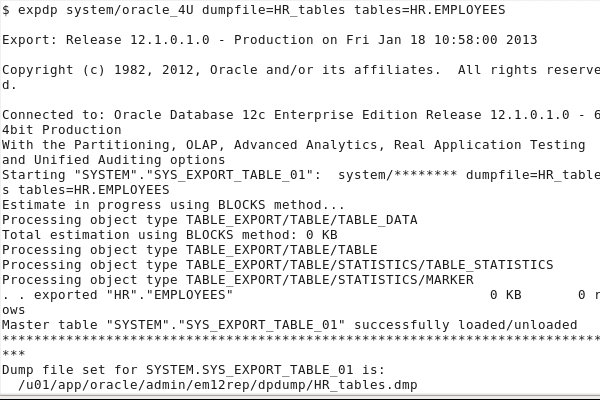 $ expdp system/oracle_4U dumpfile=HR_tables tables=HR.EMPLOYEES
Export: Release 12.1.0.1.0 - Production on Fri Jan 18 10:58:00 2013
Copyright (c) 1982, 2012, Oracle and/or its affiliates.  All rights reserve
d.
Connected to: Oracle Database 12c Enterprise Edition Release 12.1.0.1.0 - 6
4bit Production
With the Partitioning, OLAP, Advanced Analytics, Real Application Testing
and Unified Auditing options
Starting "SYSTEM"."SYS_EXPORT_TABLE_01":  system/******** dumpfile=HR_table
s tables=HR.EMPLOYEES
Estimate in progress using BLOCKS method...
Processing object type TABLE_EXPORT/TABLE/TABLE_DATA
Total estimation using BLOCKS method: 0 KB
Processing object type TABLE_EXPORT/TABLE/TABLE
Processing object type TABLE_EXPORT/TABLE/STATISTICS/TABLE_STATISTICS
Processing object type TABLE_EXPORT/TABLE/STATISTICS/MARKER
. . exported "HR"."EMPLOYEES"                                0 KB       0 r
ows
Master table "SYSTEM"."SYS_EXPORT_TABLE_01" successfully loaded/unloaded
***************************************************************************
***
Dump file set for SYSTEM.SYS_EXPORT_TABLE_01 is:
  /u01/app/oracle/admin/em12rep/dpdump/HR_tables.dmp